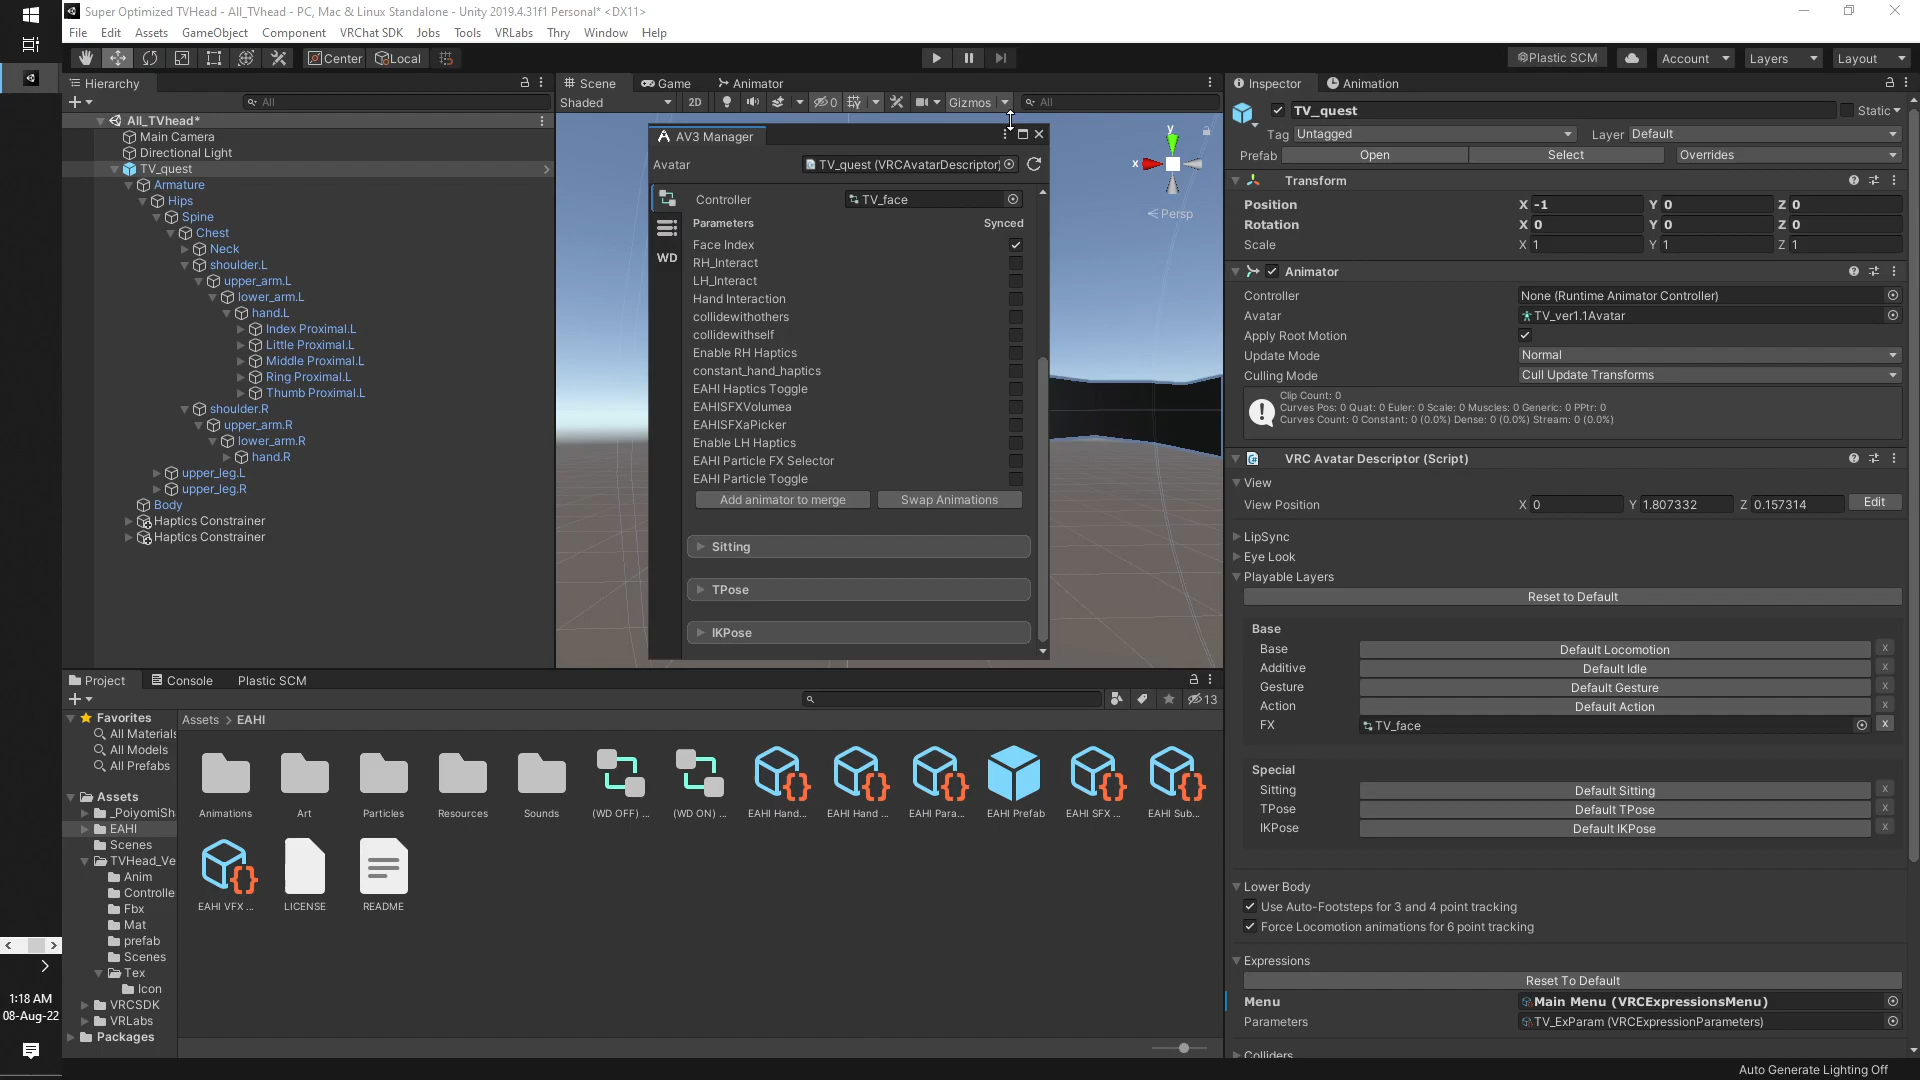 Super Optimized TVHead - All_TVhead - PC, Mac & Linux Standalone - Unity 2019.4.31f1 Personal* <DX11>
File Edit Assets GameObject Component VRChat SDK Jobs Tools VRLabs Thry Window Help
Center Local Plastic SCM Account Layers Layout
Hierarchy
All
All_TVhead*
Main Camera
Directional Light
TV_quest
Armature
Hips
Spine
Chest
Neck
shoulder.L
upper_arm.L
lower_arm.L
hand.L
Index Proximal.L
Little Proximal.L
Middle Proximal.L
Ring Proximal.L
Thumb Proximal.L
shoulder.R
upper_arm.R
lower_arm.R
hand.R
upper_leg.L
upper_leg.R
Body
Haptics Constrainer
Haptics Constrainer
Scene Game Animator
Shaded 2D 0 Gizmos All
y
x
Persp
AV3 Manager
Avatar TV_quest (VRCAvatarDescriptor)
Controller TV_face
WD
Parameters Synced
Face Index
RH_Interact
LH_Interact
Hand Interaction
collidewithothers
collidewithself
Enable RH Haptics
constant_hand_haptics
EAHI Haptics Toggle
EAHISFXVolumea
EAHISFXaPicker
Enable LH Haptics
EAHI Particle FX Selector
EAHI Particle Toggle
Add animator to merge Swap Animations
Sitting
TPose
IKPose
Inspector Animation
TV_quest Static
Tag Untagged Layer Default
Prefab Open Select Overrides
Transform
Position X -1 Y 0 Z 0
Rotation X 0 Y 0 Z 0
Scale X 1 Y 1 Z 1
Animator
Controller None (Runtime Animator Controller)
Avatar TV_ver1.1Avatar
Apply Root Motion
Update Mode Normal
Culling Mode Cull Update Transforms
Clip Count: 0
Curves Pos: 0 Quat: 0 Euler: 0 Scale: 0 Muscles: 0 Generic: 0 PPtr: 0
Curves Count: 0 Constant: 0 (0.0%) Dense: 0 (0.0%) Stream: 0 (0.0%)
VRC Avatar Descriptor (Script)
View
View Position X 0 Y 1.807332 Z 0.157314 Edit
LipSync
Eye Look
Playable Layers
Reset to Default
Base
Base Default Locomotion x
Additive Default Idle x
Gesture Default Gesture x
Action Default Action x
FX TV_face x
Special
Sitting Default Sitting x
TPose Default TPose x
IKPose Default IKPose x
Lower Body
Use Auto-Footsteps for 3 and 4 point tracking
Force Locomotion animations for 6 point tracking
Expressions
Reset To Default
Menu Main Menu (VRCExpressionsMenu)
Parameters TV_ExParam (VRCExpressionParameters)
Colliders
Project Console Plastic SCM
13
Favorites
All Materials
All Models
All Prefabs
Assets
_PoiyomiSh
EAHI
Scenes
TVHead_Ve
Anim
Controlle
Fbx
Mat
prefab
Scenes
Tex
Icon
VRCSDK
VRLabs
Packages
Assets > EAHI
Animations Art Particles Resources Sounds (WD OFF) ... (WD ON) ... EAHI Hand... EAHI Hand ... EAHI Para... EAHI Prefab EAHI SFX ... EAHI Sub...
EAHI VFX ... LICENSE README
1:18 AM
08-Aug-22
Auto Generate Lighting Off